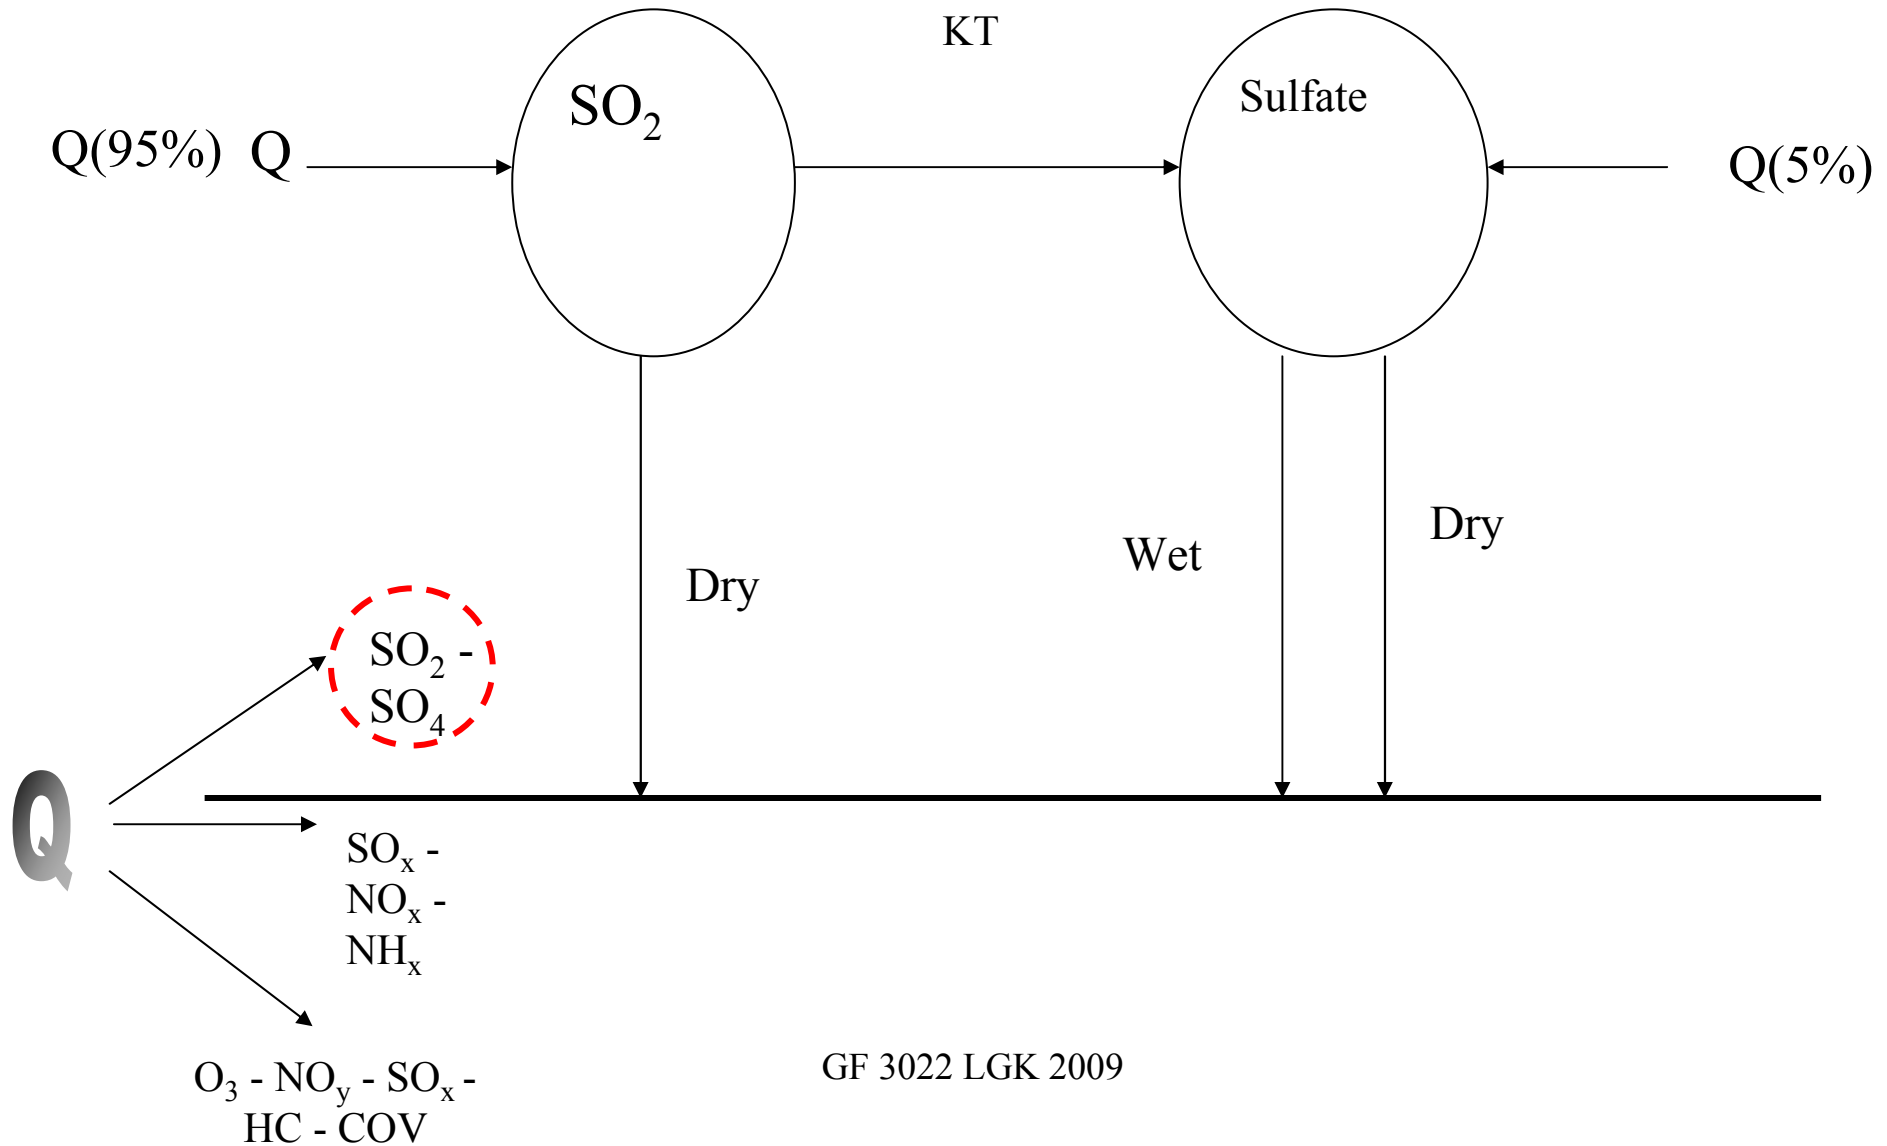 KT
SO₂
Sulfate
Q(95%) Q
Q(5%)
Dry
Wet
Dry
SO₂ -
SO₄
Q
SOₓ -
NOₓ -
NHₓ
O₃ - NOᵧ - SOₓ -
HC - COV
GF 3022 LGK 2009